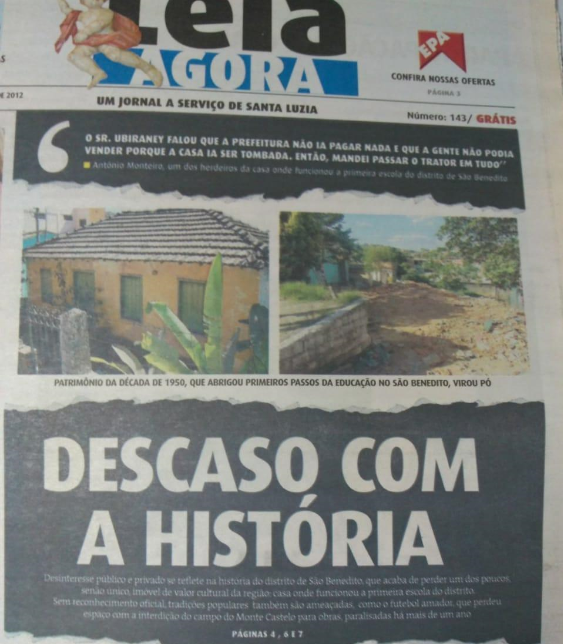 Leia
AGORA
EPA
CONFIRA NOSSAS OFERTAS
PÁGINA 3
DE 2012
UM JORNAL A SERVIÇO DE SANTA LUZIA
Número: 143/ GRÁTIS
O SR. UBIRANEY FALOU QUE A PREFEITURA NÃO IA PAGAR NADA E QUE A GENTE NÃO PODIA
VENDER PORQUE A CASA IA SER TOMBADA. ENTÃO, MANDEI PASSAR O TRATOR EM TUDO”
Antônio Monteiro, um dos herdeiros da casa onde funcionou a primeira escola do distrito de São Benedito
PATRIMÔNIO DA DÉCADA DE 1950, QUE ABRIGOU PRIMEIROS PASSOS DA EDUCAÇÃO NO SÃO BENEDITO, VIROU PÓ
DESCASO COM
A HISTÓRIA
Desinteresse público e privado se reflete na história do distrito de São Benedito, que acaba de perder um dos poucos,
senão único, imóvel de valor cultural da região: casa onde funcionou a primeira escola do distrito.
Sem reconhecimento oficial, tradições populares também são ameaçadas, como o futebol amador, que perdeu
espaço com a interdição do campo do Monte Castelo para obras, paralisadas há mais de um ano
PÁGINAS 4 , 6 E 7